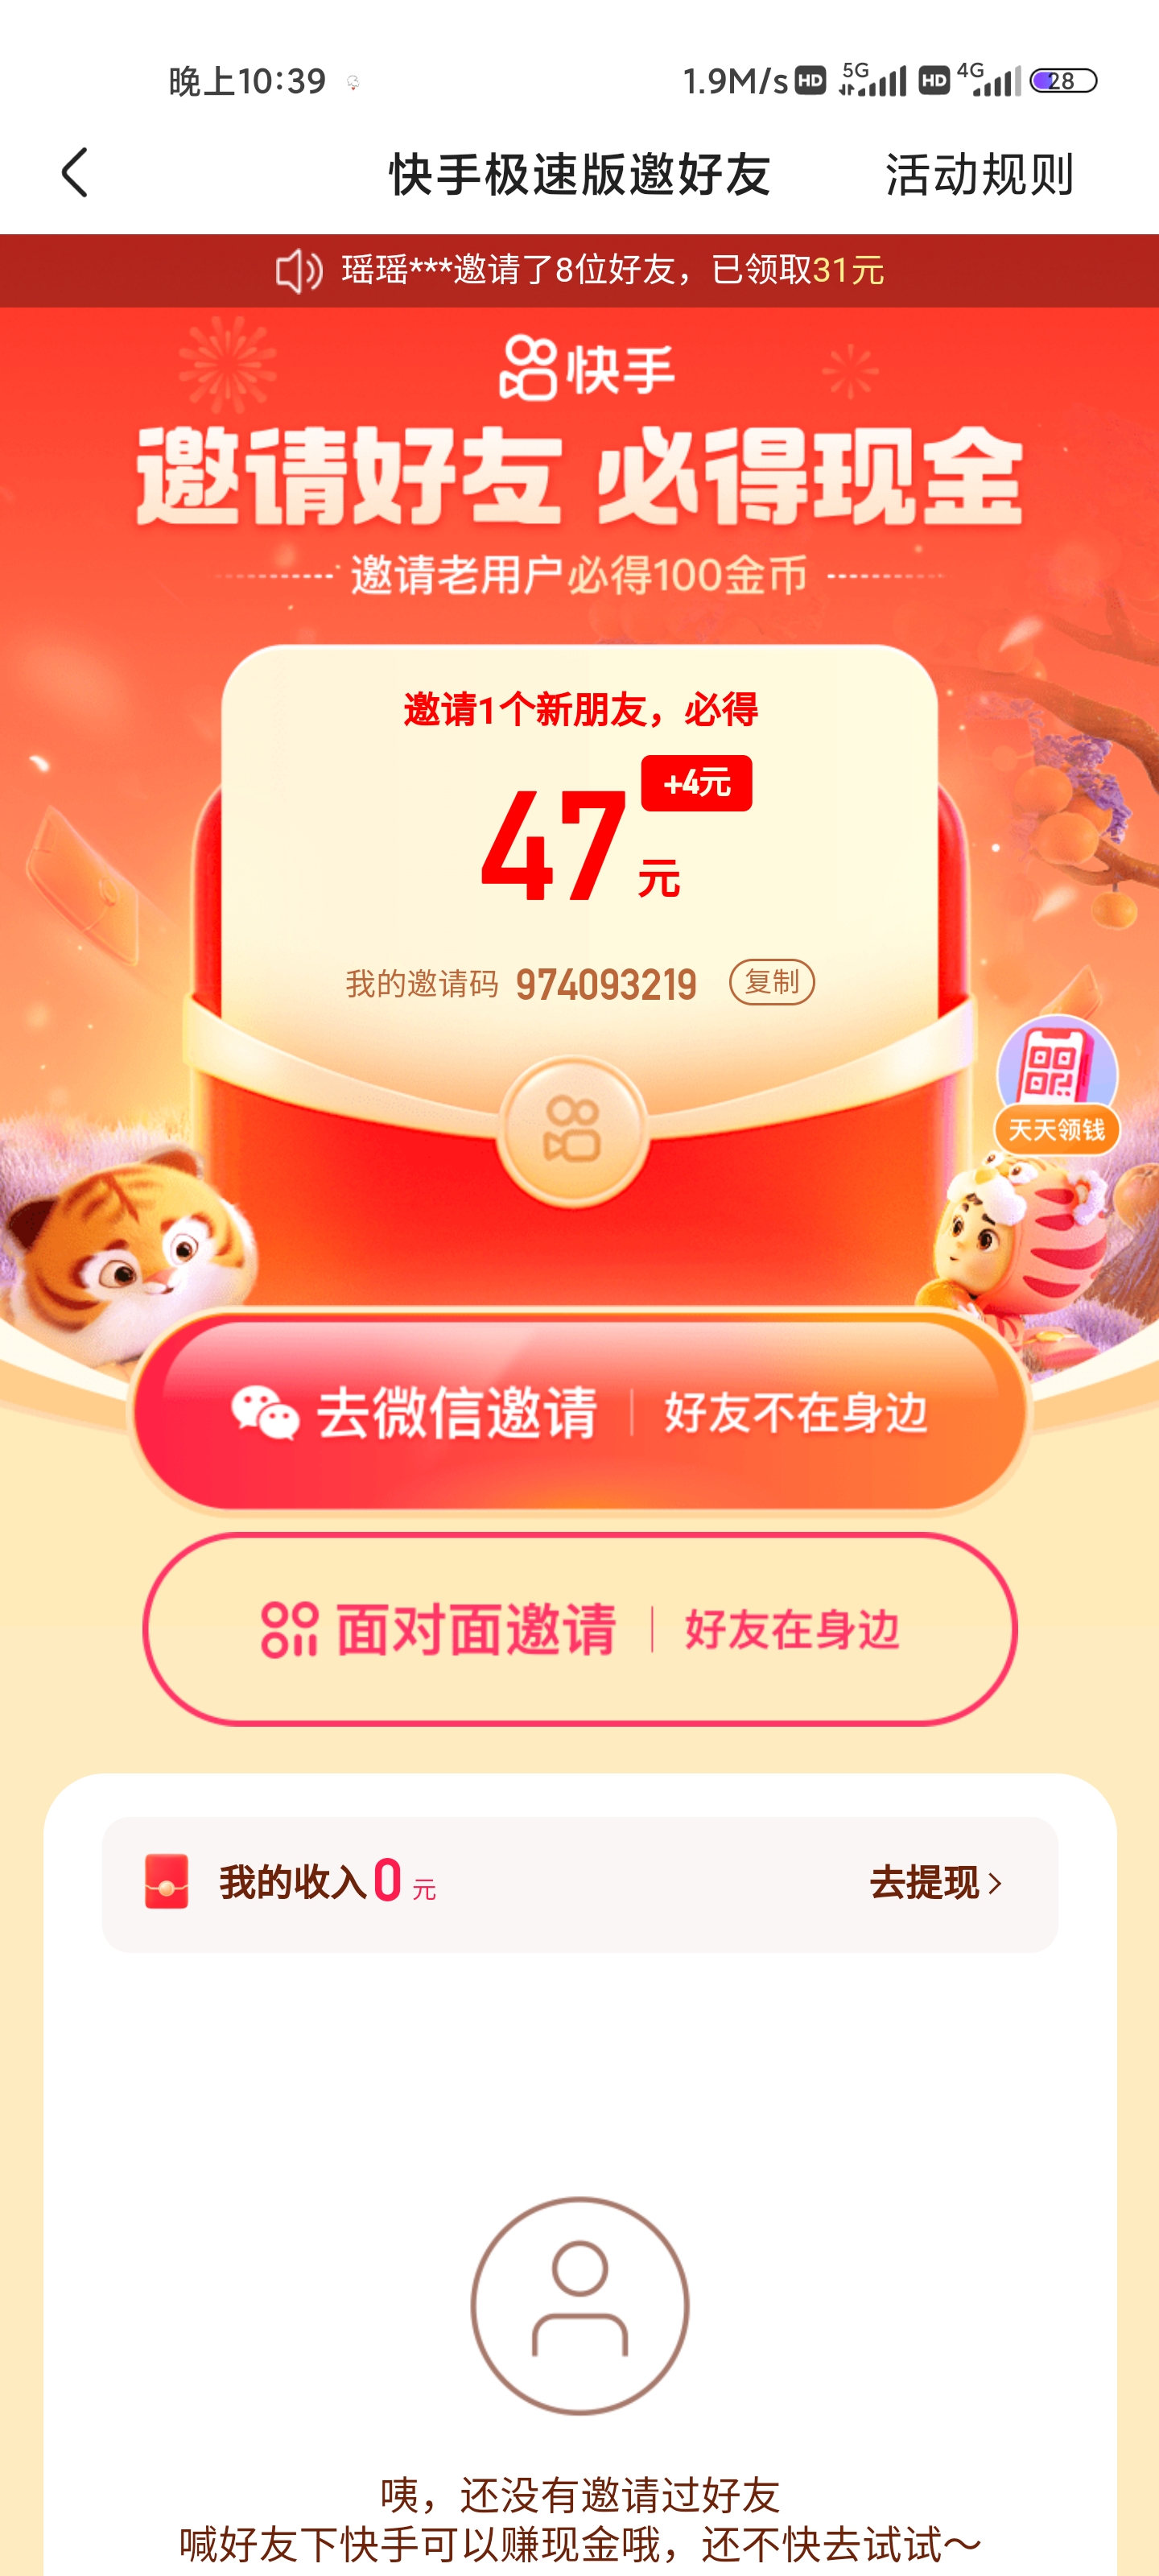 晚上10:39
1.9M/s HD 5G HD 4G 28
快手极速版邀好友 活动规则
瑶瑶***邀请了8位好友，已领取31元
快手
邀请好友 必得现金
邀请老用户必得100金币
邀请1个新朋友，必得
+4元
47元
我的邀请码 974093219 复制
天天领钱
去微信邀请 | 好友不在身边
面对面邀请 | 好友在身边
我的收入0元 去提现
咦，还没有邀请过好友
喊好友下快手可以赚现金哦，还不快去试试～